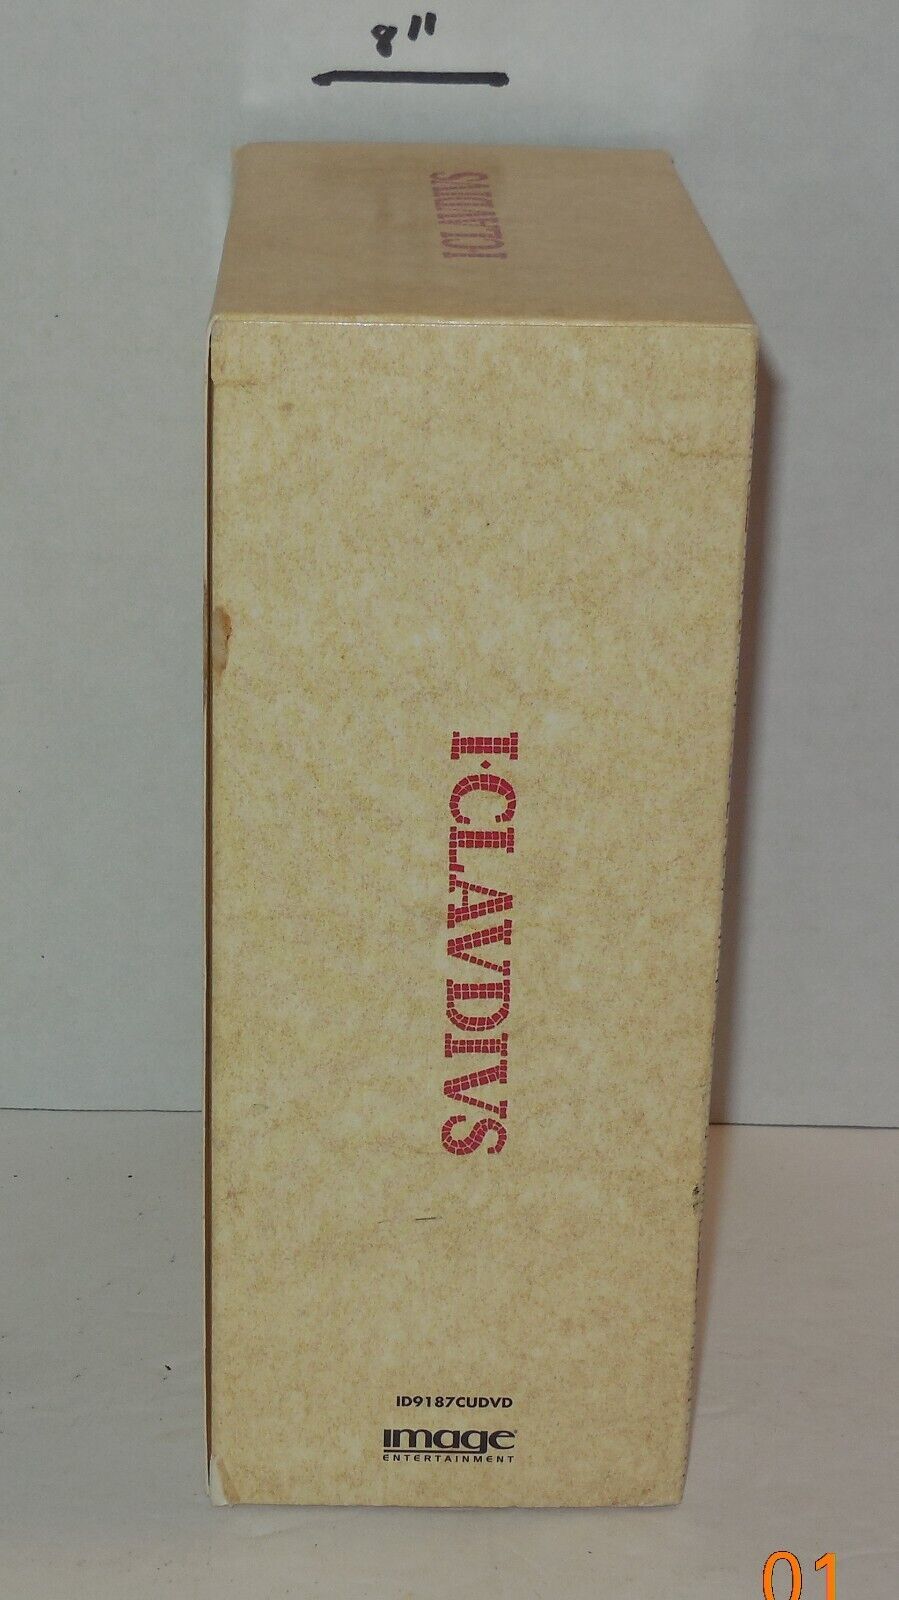 8"
I·CLAVDIVS
I·CLAVDIVS
ID9187CUDVD
image
ENTERTAINMENT
01